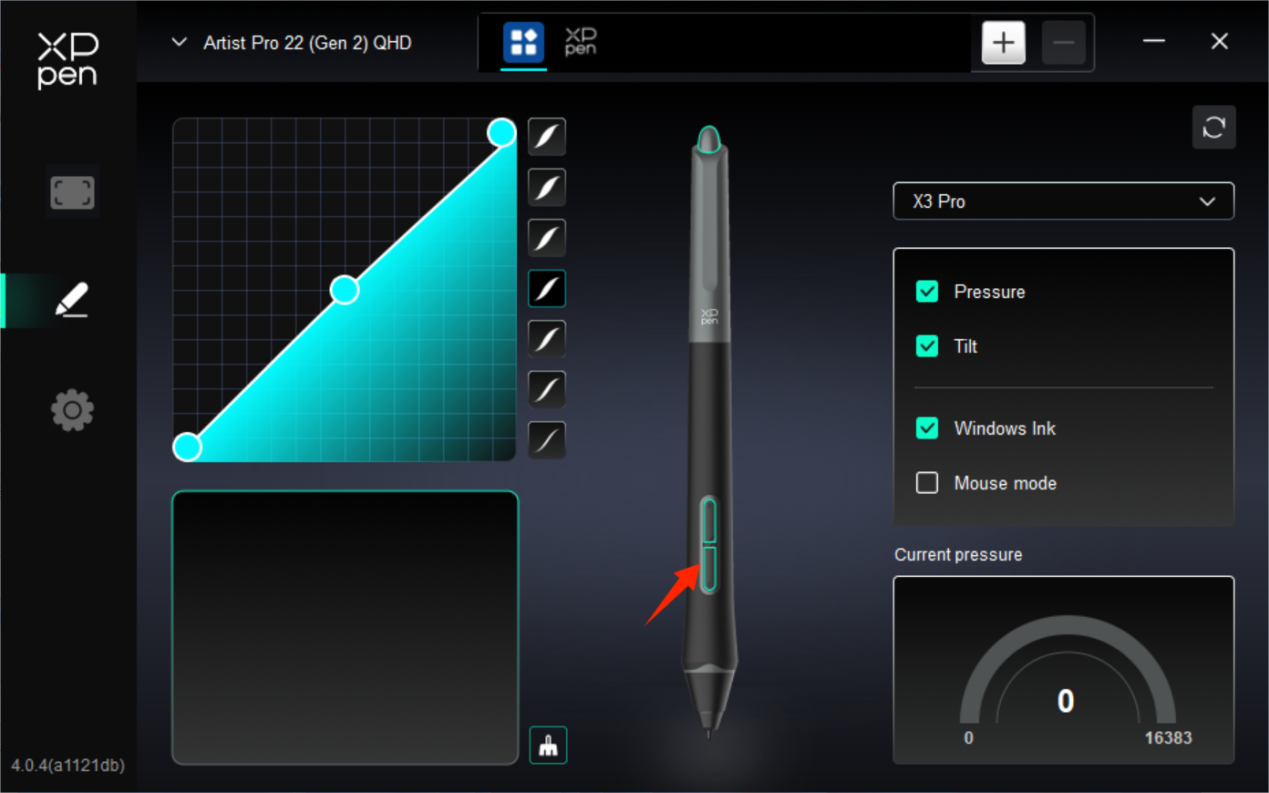 XP
pen
Artist Pro 22 (Gen 2) QHD
XP
pen
X3 Pro
Pressure
Tilt
Windows Ink
Mouse mode
XP
pen
Current pressure
0
0
16383
4.0.4(a1121db)